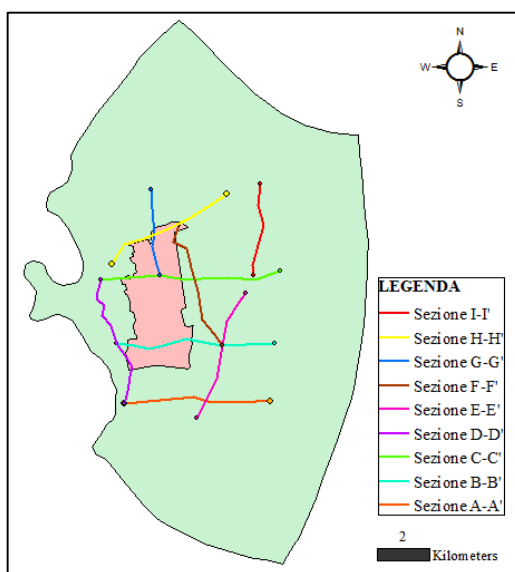 N
W E
S
LEGENDA
Sezione I-I'
Sezione H-H'
Sezione G-G'
Sezione F-F'
Sezione E-E'
Sezione D-D'
Sezione C-C'
Sezione B-B'
Sezione A-A'
2
Kilometers